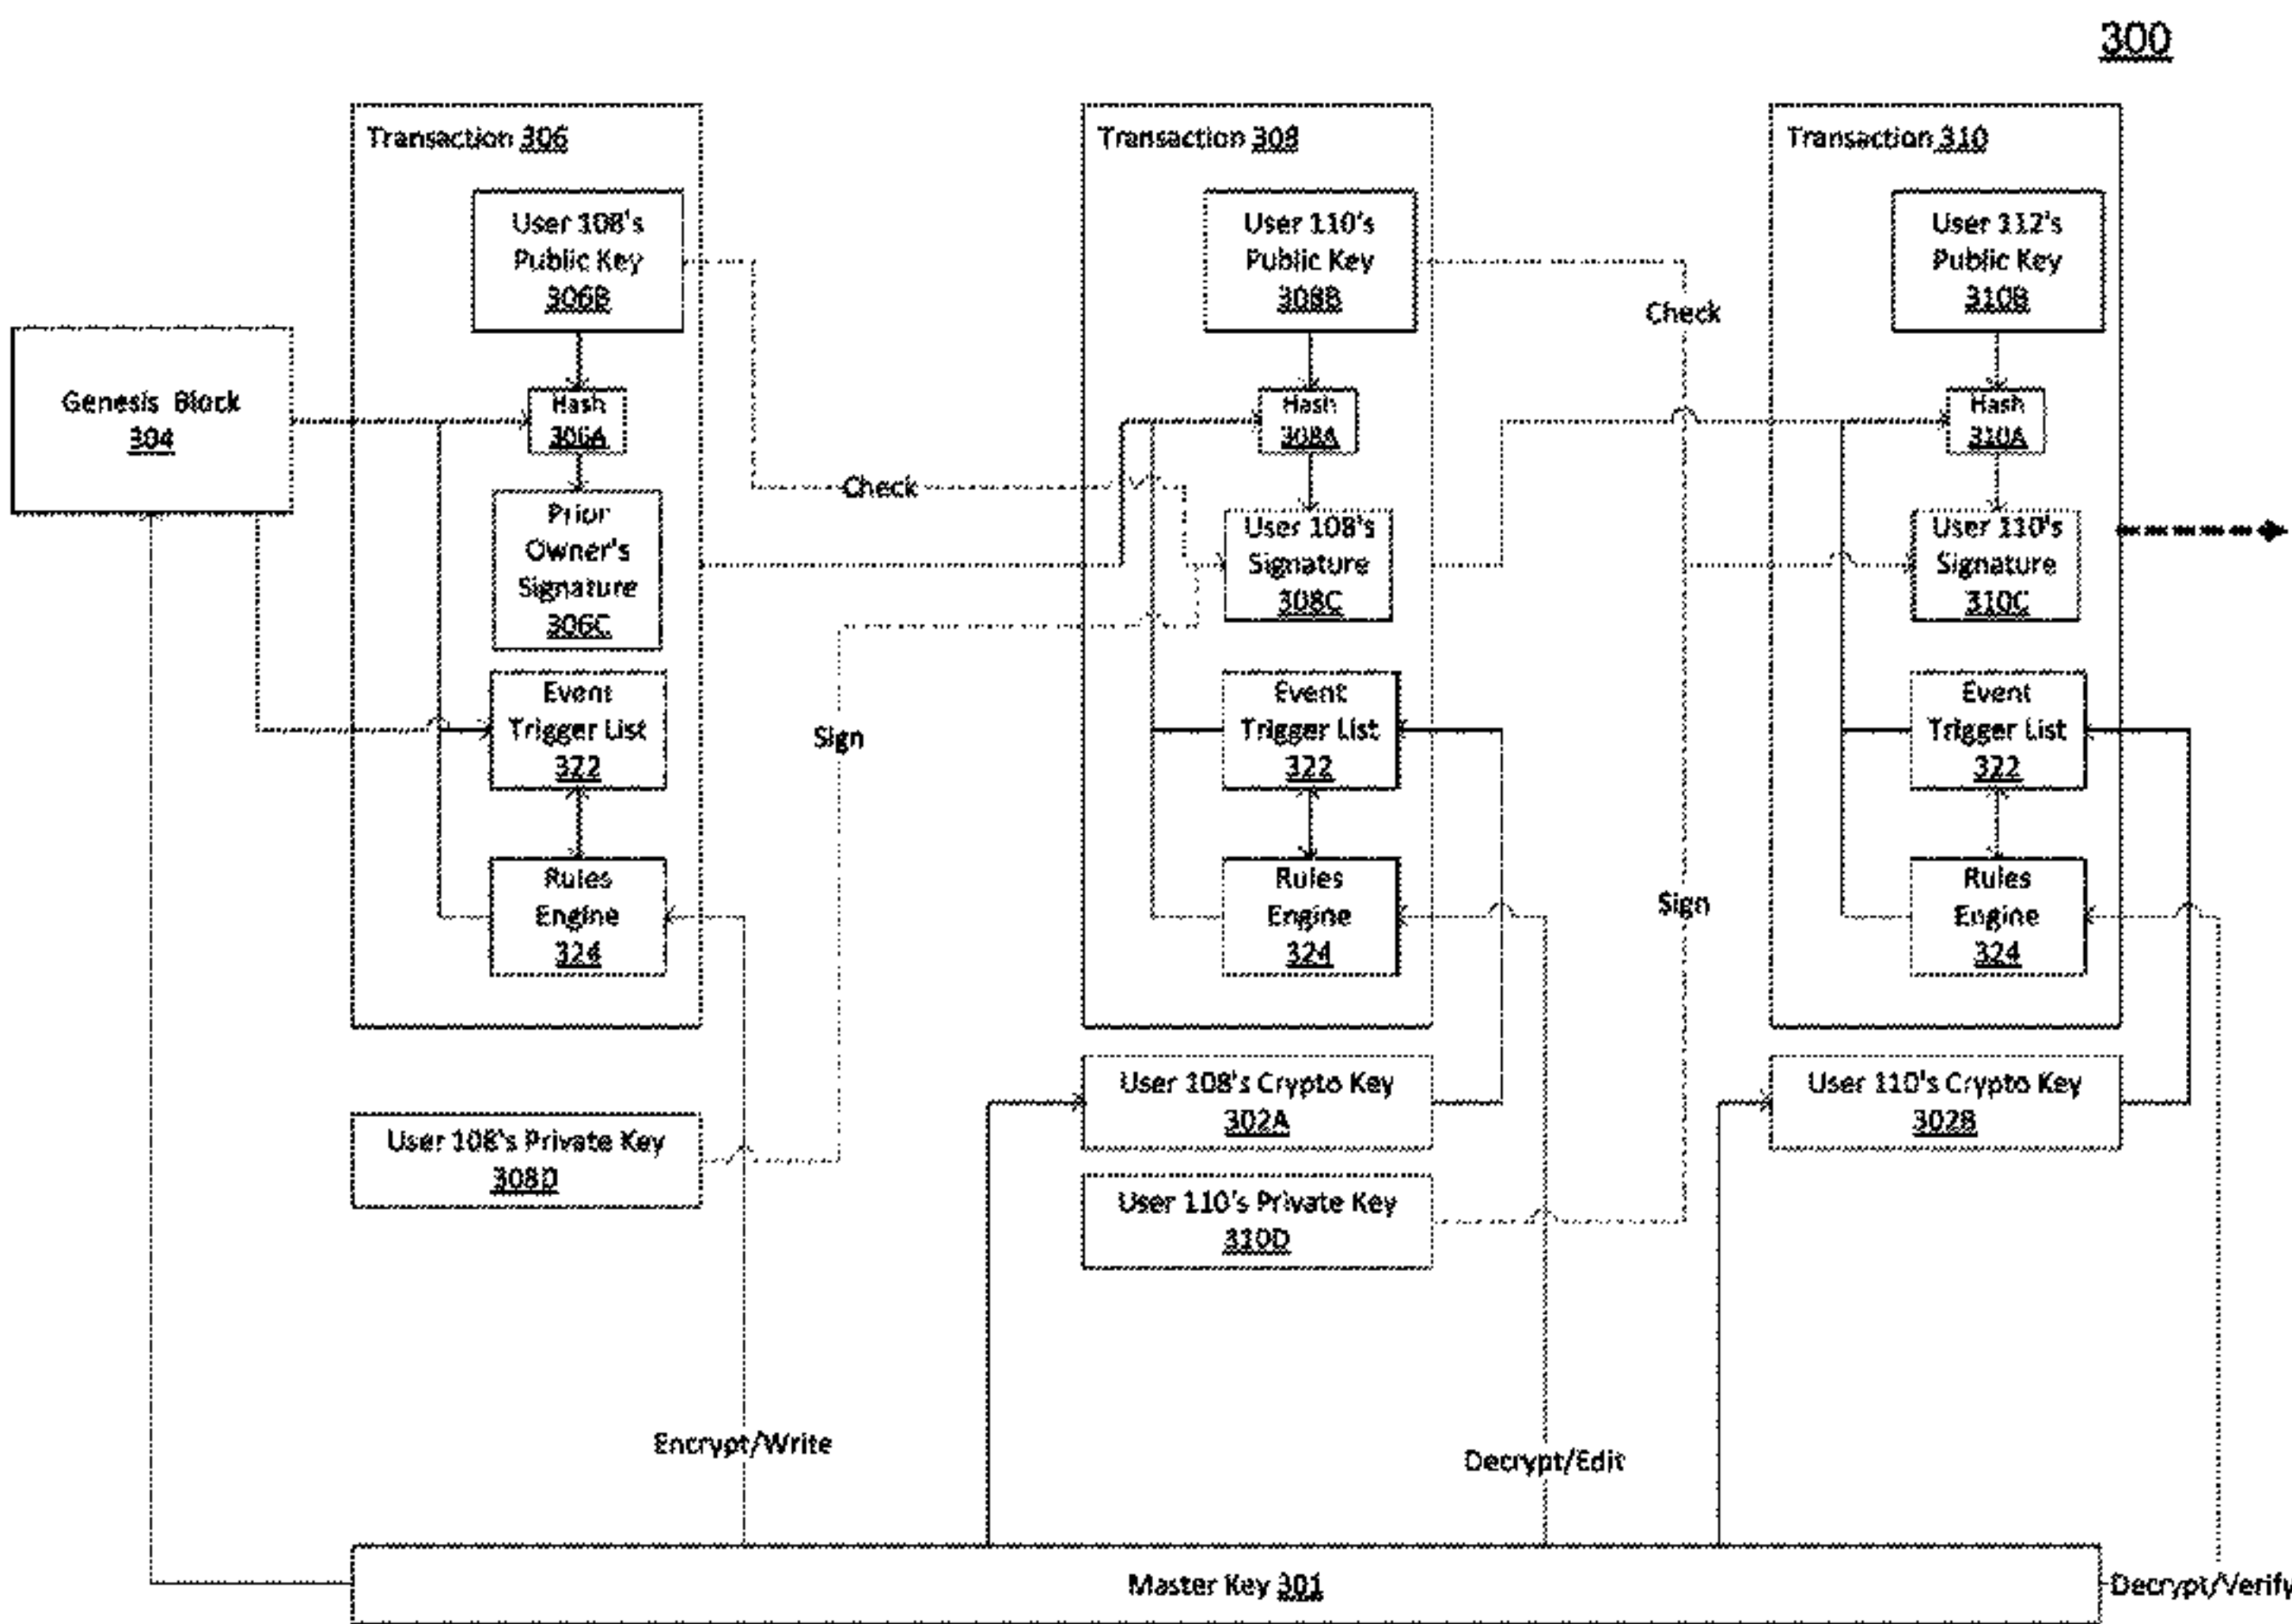 300
Transaction 306
User 108's
Public Key
306B
Hash
306A
Prior
Owner's
Signature
306C
Event
Trigger List
322
Rules
Engine
324
Genesis Block
304
Transaction 308
User 110's
Public Key
308B
Hash
308A
User 108's
Signature
308C
Event
Trigger List
322
Rules
Engine
324
Transaction 310
User 112's
Public Key
310B
Hash
310A
User 110's
Signature
310C
Event
Trigger List
322
Rules
Engine
324
Check
Check
Sign
Sign
User 108's Private Key
308D
User 108's Crypto Key
302A
User 110's Private Key
310D
User 110's Crypto Key
302B
Encrypt/Write
Decrypt/Edit
Master Key 301
Decrypt/Verify